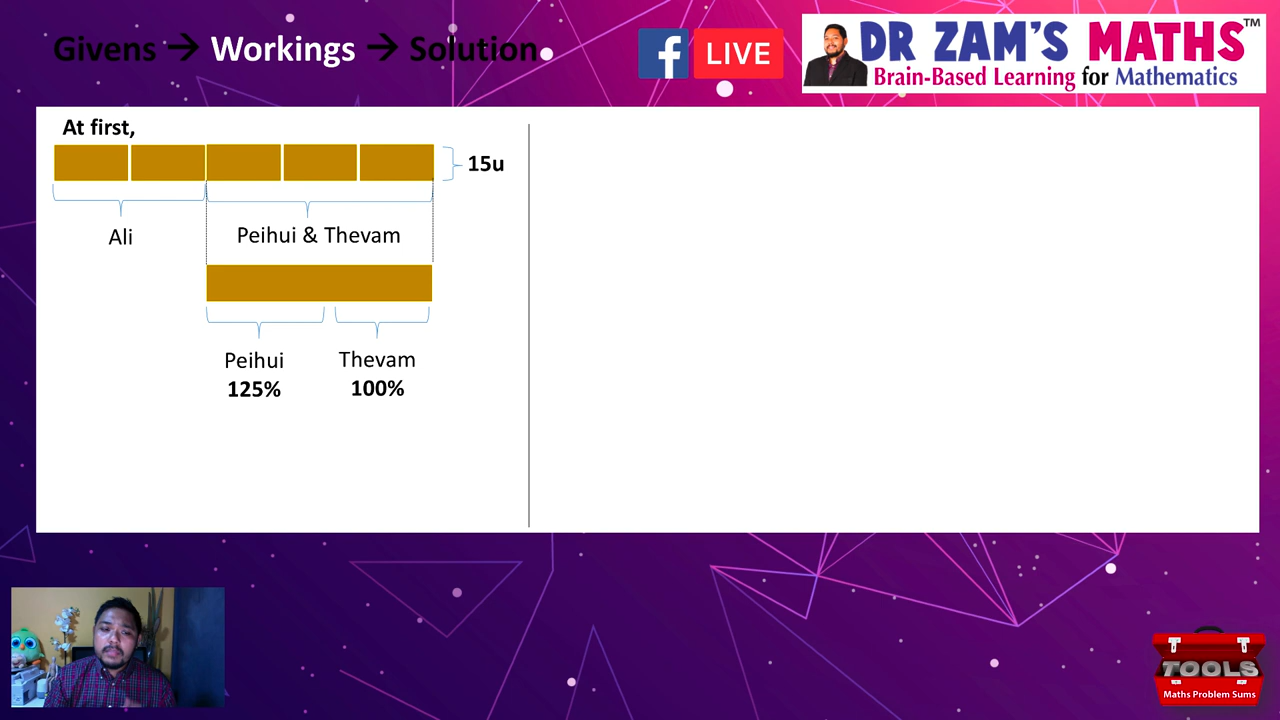 Givens → Workings → Solution
f LIVE
DR ZAM'S MATHS™
Brain-Based Learning for Mathematics
At first,
15u
Ali
Peihui & Thevam
Peihui Thevam
125% 100%
TOOLS
Maths Problem Sums